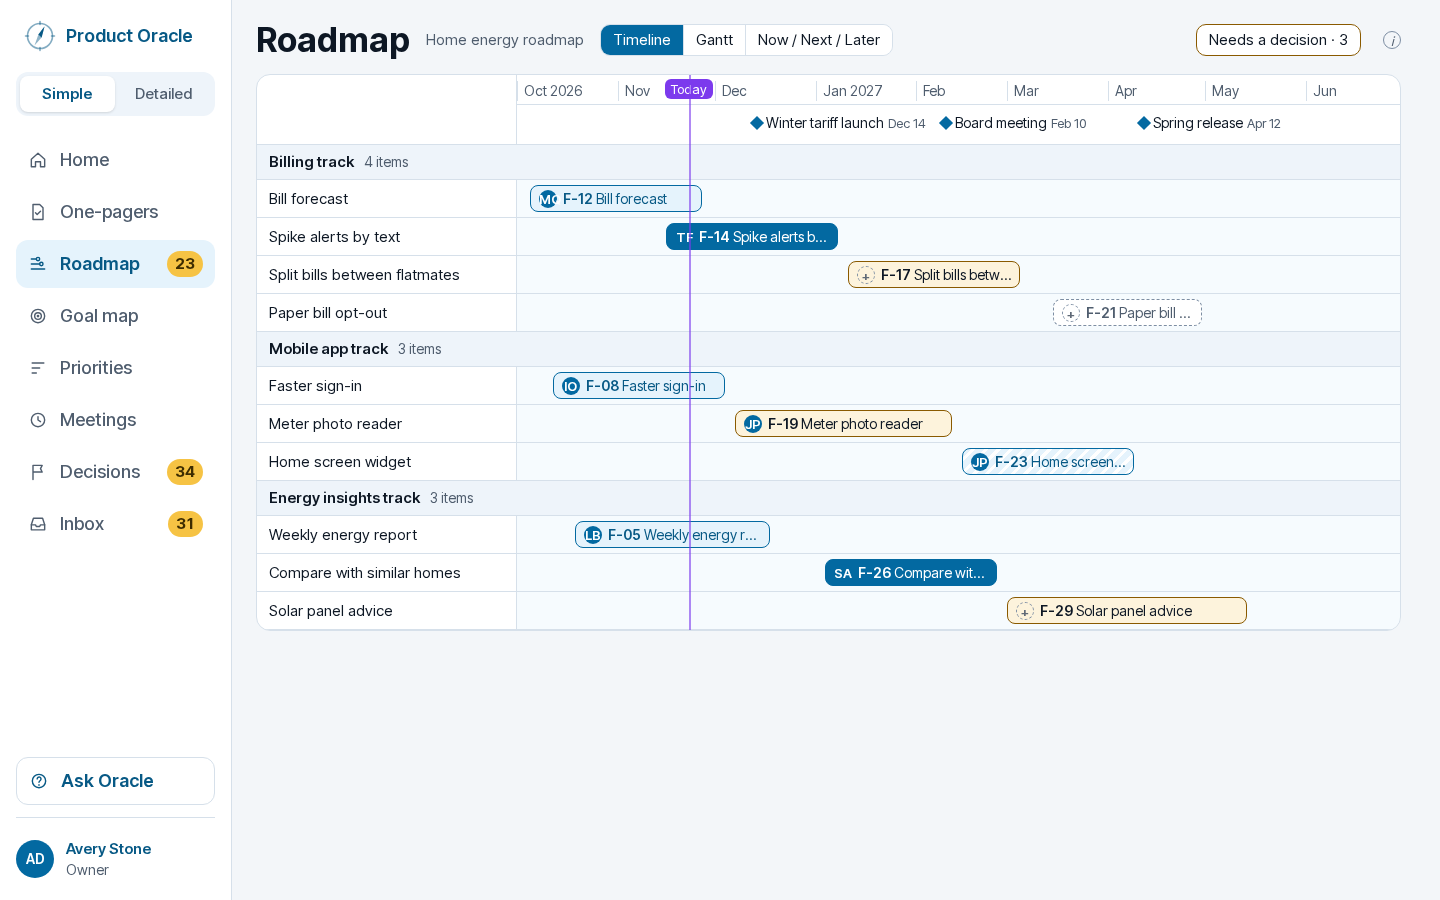 Product Oracle
Simple
Detailed
Home
One-pagers
Roadmap 23
Goal map
Priorities
Meetings
Decisions 34
Inbox 31
Ask Oracle
AD
Avery Stone
Owner
Roadmap
Home energy roadmap
Timeline
Gantt
Now / Next / Later
Needs a decision · 3
i
Oct 2026
Nov
Today
Dec
Jan 2027
Feb
Mar
Apr
May
Jun
Winter tariff launch Dec 14
Board meeting Feb 10
Spring release Apr 12
Billing track 4 items
Bill forecast
F-12 Bill forecast
Spike alerts by text
TF F-14 Spike alerts b...
Split bills between flatmates
+ F-17 Split bills betw...
Paper bill opt-out
+ F-21 Paper bill ...
Mobile app track 3 items
Faster sign-in
IO F-08 Faster sign-in
Meter photo reader
JP F-19 Meter photo reader
Home screen widget
JP F-23 Home screen...
Energy insights track 3 items
Weekly energy report
LB F-05 Weekly energy r...
Compare with similar homes
SA F-26 Compare wit...
Solar panel advice
+ F-29 Solar panel advice